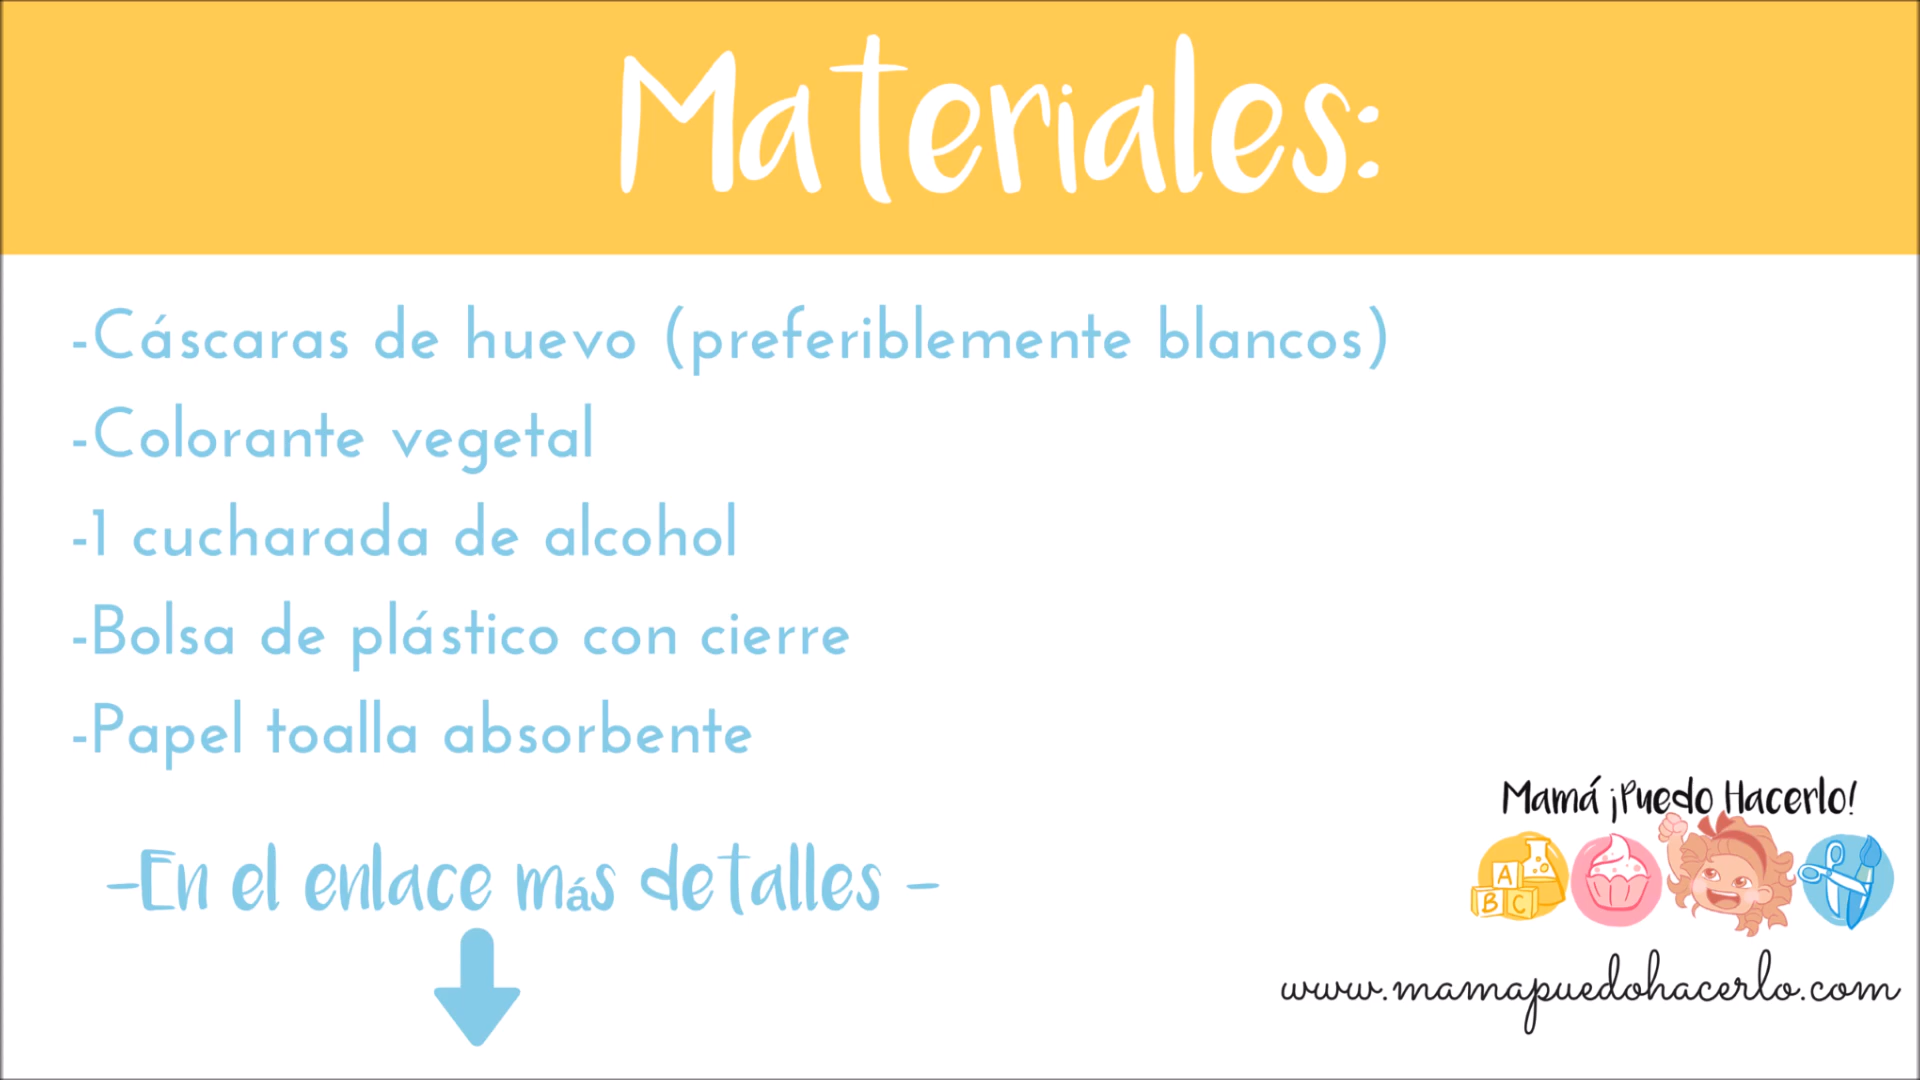 Materiales:
-Cáscaras de huevo (preferiblemente blancos)
-Colorante vegetal
-1 cucharada de alcohol
-Bolsa de plástico con cierre
-Papel toalla absorbente
-En el enlace más detalles -
Mamá ¡Puedo Hacerlo!
A
B C
www.mamapuedohacerlo.com